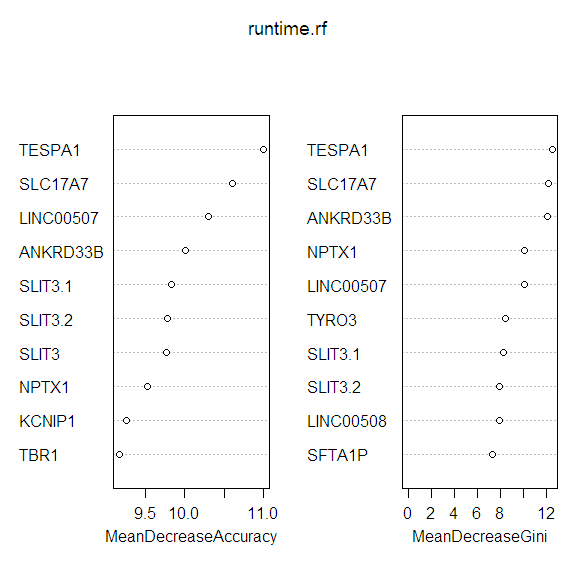 runtime.rf
TESPA1
SLC17A7
LINC00507
ANKRD33B
SLIT3.1
SLIT3.2
SLIT3
NPTX1
KCNIP1
TBR1
9.5 10.0 11.0
MeanDecreaseAccuracy
TESPA1
SLC17A7
ANKRD33B
NPTX1
LINC00507
TYRO3
SLIT3.1
SLIT3.2
LINC00508
SFTA1P
0 2 4 6 8 10 12
MeanDecreaseGini